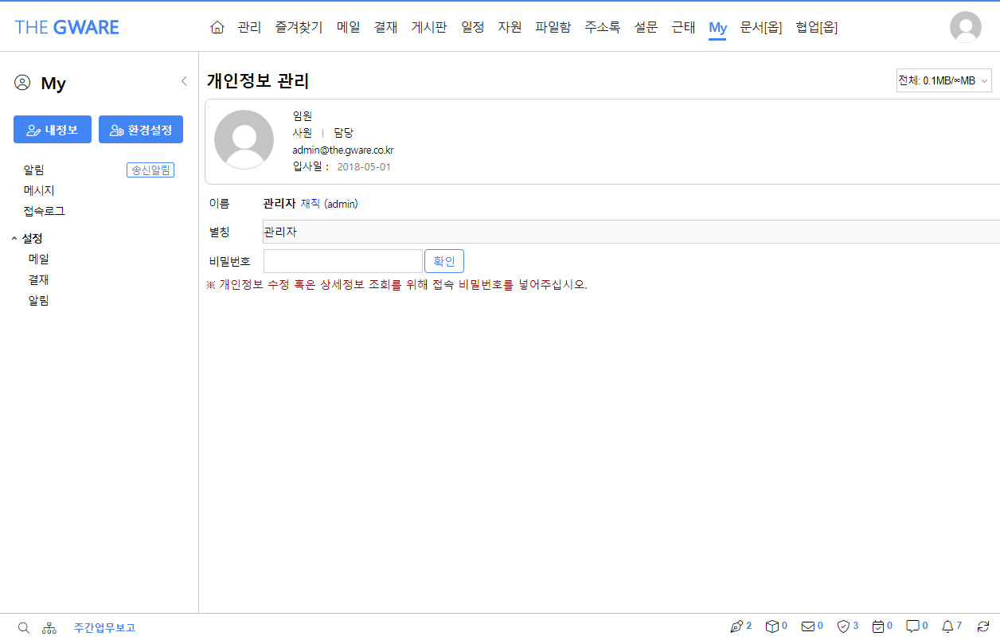 THE GWARE
관리 즐겨찾기 메일 결재 게시판 일정 자원 파일함 주소록 설문 근태 My 문서[옵] 협업[옵]
My
내정보 환경설정
알림 송신알림
메시지
접속로그
설정
메일
결재
알림
개인정보 관리
전체: 0.1MB/∞MB
임원
사원 | 담당
admin@the.gware.co.kr
입사일 : 2018-05-01
이름 관리자 재직 (admin)
별칭 관리자
비밀번호 확인
※ 개인정보 수정 혹은 상세정보 조회를 위해 접속 비밀번호를 넣어주십시오.
주간업무보고
2 0 0 3 0 0 7